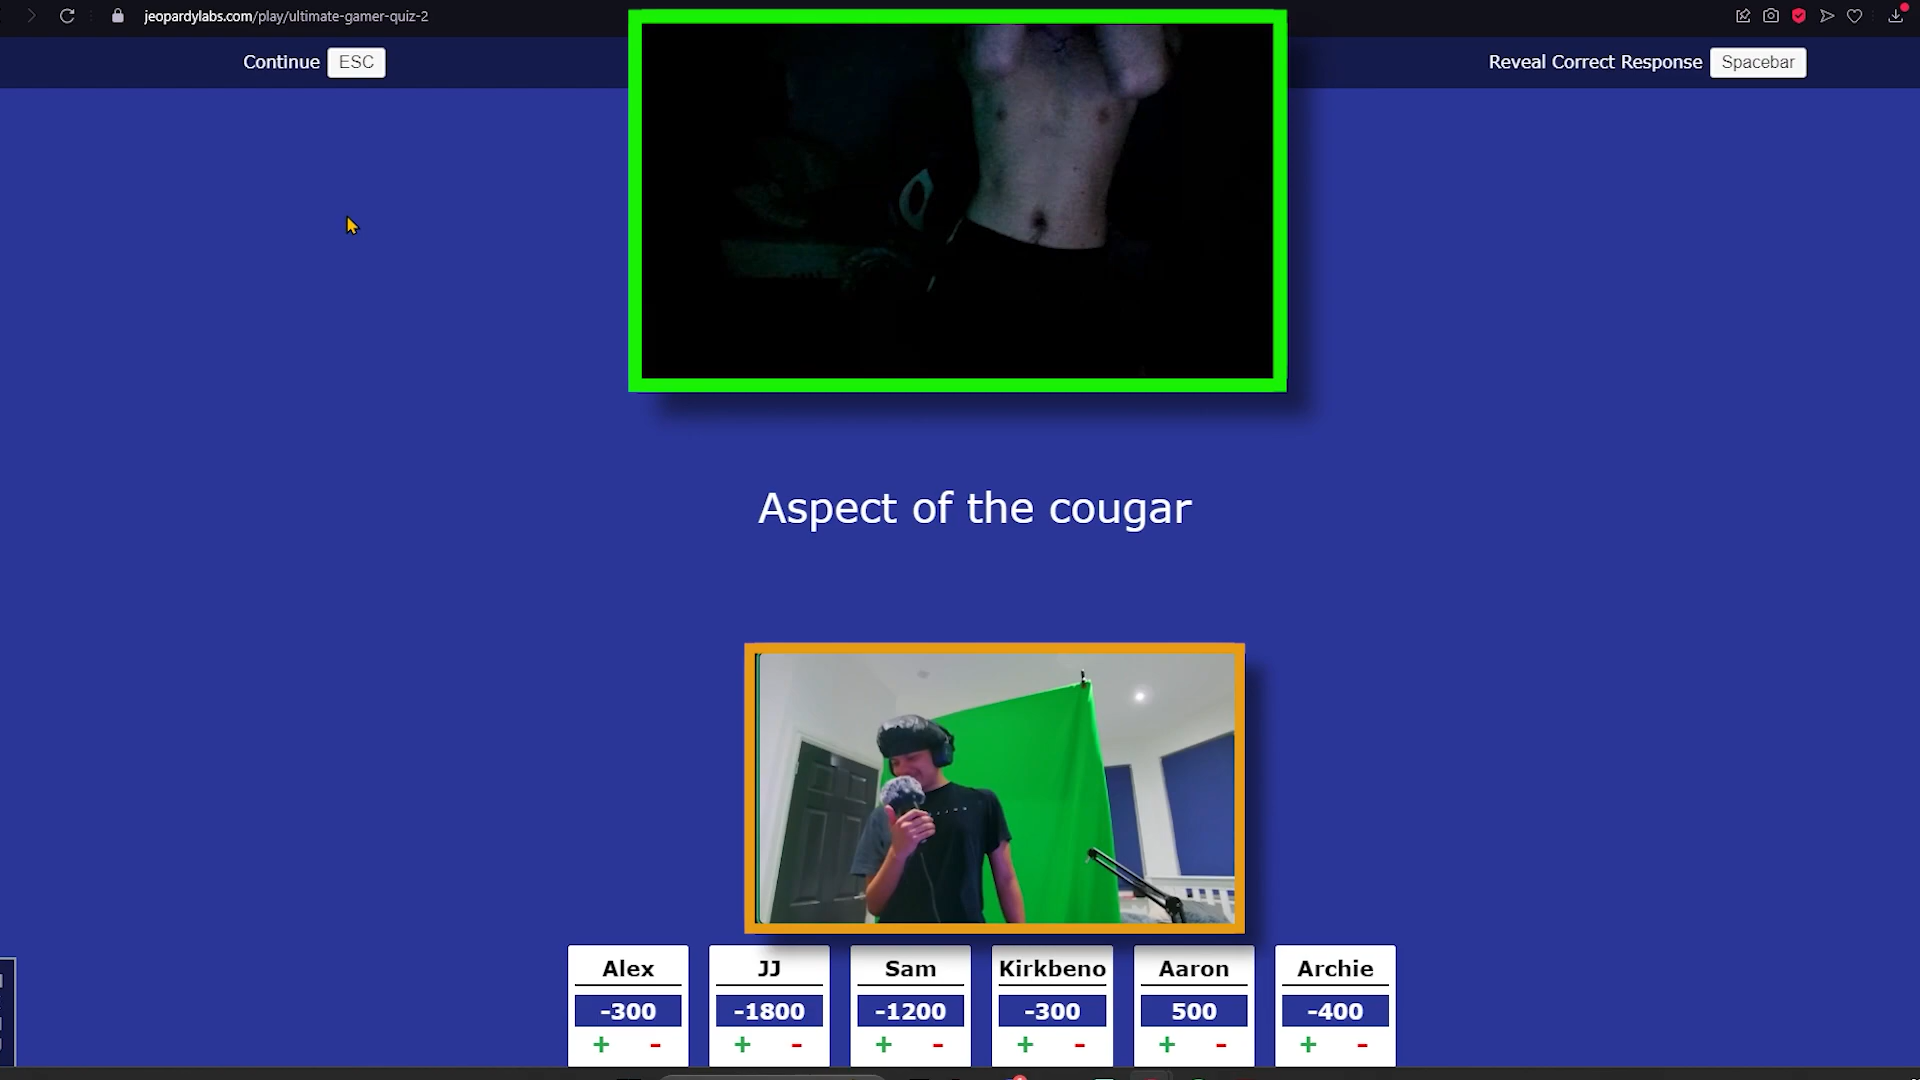 jeopardylabs.com/play/ultimate-gamer-quiz-2
Continue ESC
Reveal Correct Response Spacebar
Aspect of the cougar
Alex JJ Sam Kirkbeno Aaron Archie
-300 -1800 -1200 -300 500 -400
+ - + - + - + - + - + -